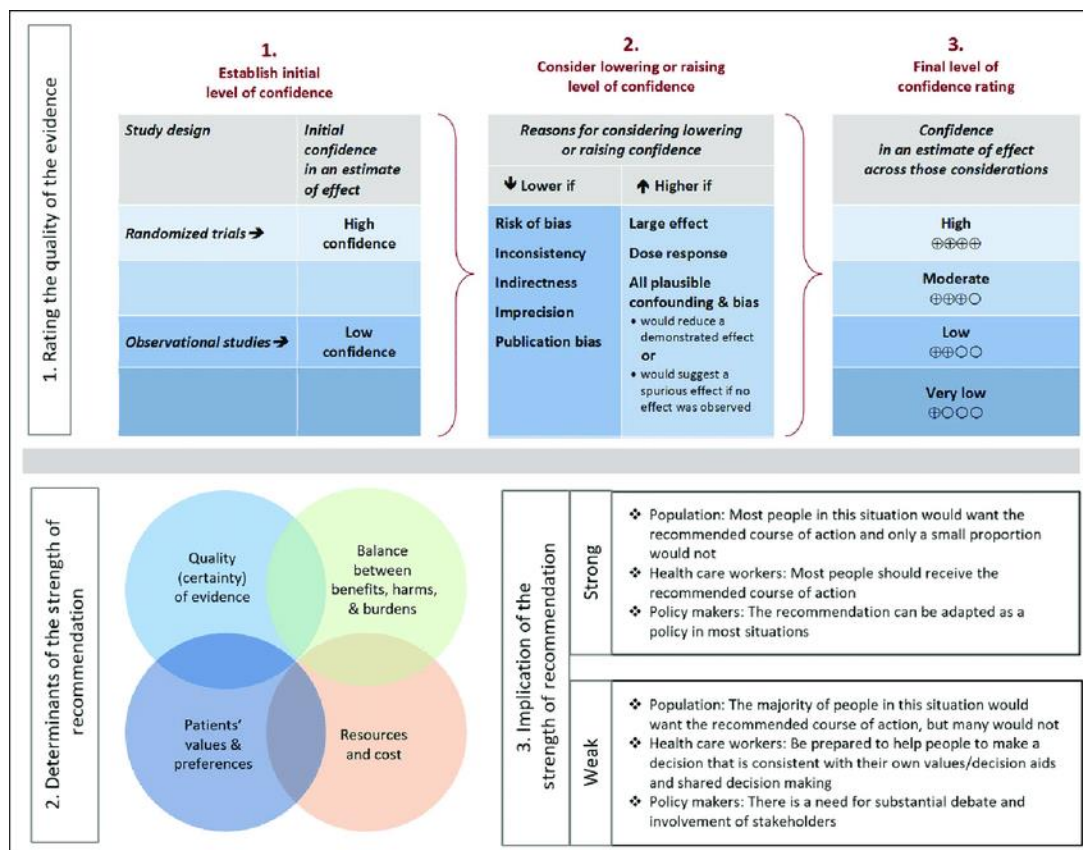 1. Rating the quality of the evidence
1.
Establish initial
level of confidence
Study design
Initial
confidence
in an estimate
of effect
Randomized trials ➔
High
confidence
Observational studies ➔
Low
confidence
2.
Consider lowering or raising
level of confidence
Reasons for considering lowering
or raising confidence
🡇 Lower if
🡅 Higher if
Risk of bias
Inconsistency
Indirectness
Imprecision
Publication bias
Large effect
Dose response
All plausible
confounding & bias
• would reduce a
demonstrated effect
or
• would suggest a
spurious effect if no
effect was observed
3.
Final level of
confidence rating
Confidence
in an estimate of effect
across those considerations
High
⊕⊕⊕⊕
Moderate
⊕⊕⊕○
Low
⊕⊕○○
Very low
⊕○○○
2. Determinants of the strength of
recommendation
Quality
(certainty)
of evidence
Balance
between
benefits, harms,
& burdens
Patients'
values &
preferences
Resources
and cost
3. Implication of the
strength of recommendation
Strong
❖ Population: Most people in this situation would want the
recommended course of action and only a small proportion
would not
❖ Health care workers: Most people should receive the
recommended course of action
❖ Policy makers: The recommendation can be adapted as a
policy in most situations
Weak
❖ Population: The majority of people in this situation would
want the recommended course of action, but many would not
❖ Health care workers: Be prepared to help people to make a
decision that is consistent with their own values/decision aids
and shared decision making
❖ Policy makers: There is a need for substantial debate and
involvement of stakeholders